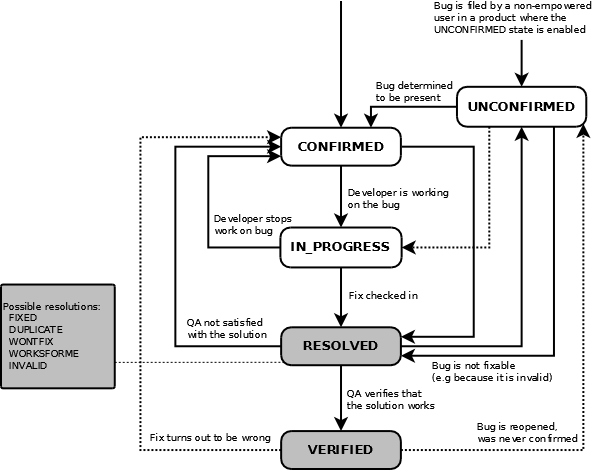 Bug is filed by a non-empowered
user in a product where the
UNCONFIRMED state is enabled
Bug determined
to be present
UNCONFIRMED
CONFIRMED
Developer is working
on the bug
Developer stops
work on bug
IN_PROGRESS
Fix checked in
Possible resolutions:
FIXED
DUPLICATE
WONTFIX
WORKSFORME
INVALID
QA not satisfied
with the solution
RESOLVED
Bug is not fixable
(e.g because it is invalid)
QA verifies that
the solution works
Fix turns out to be wrong
VERIFIED
Bug is reopened,
was never confirmed